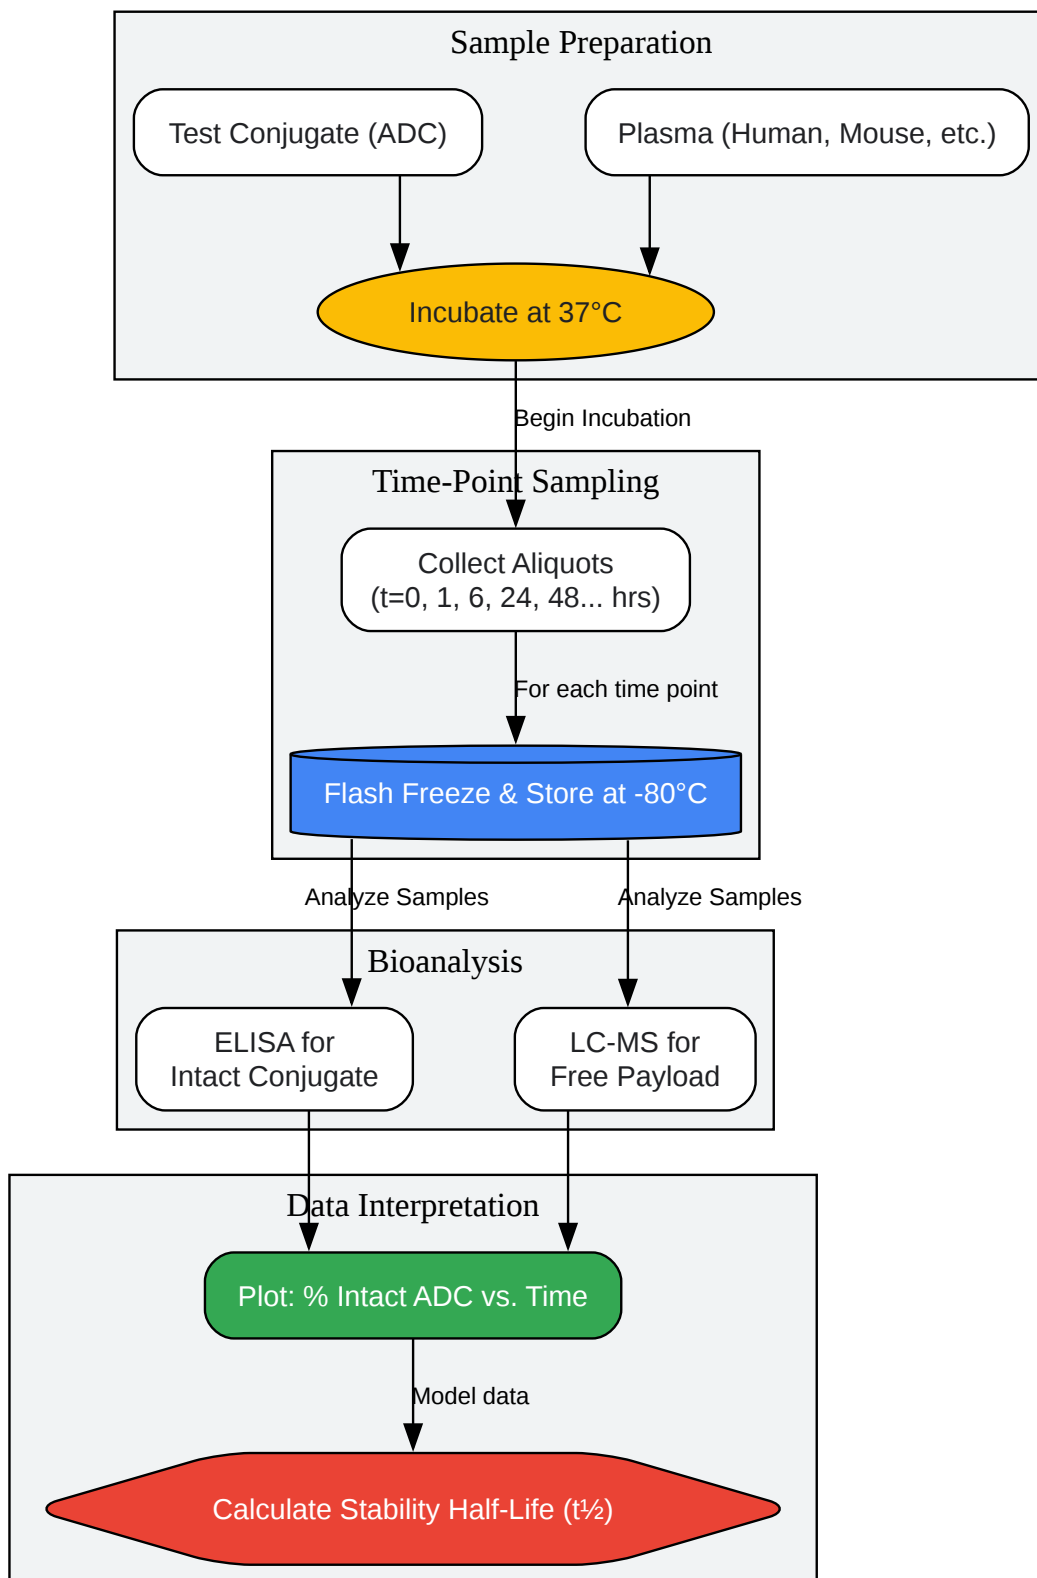 Sample Preparation
Test Conjugate (ADC)
Plasma (Human, Mouse, etc.)
Incubate at 37°C
Begin Incubation
Time-Point Sampling
Collect Aliquots
(t=0, 1, 6, 24, 48... hrs)
For each time point
Flash Freeze & Store at -80°C
Analyze Samples
Analyze Samples
Bioanalysis
ELISA for
Intact Conjugate
LC-MS for
Free Payload
Data Interpretation
Plot: % Intact ADC vs. Time
Model data
Calculate Stability Half-Life (t½)